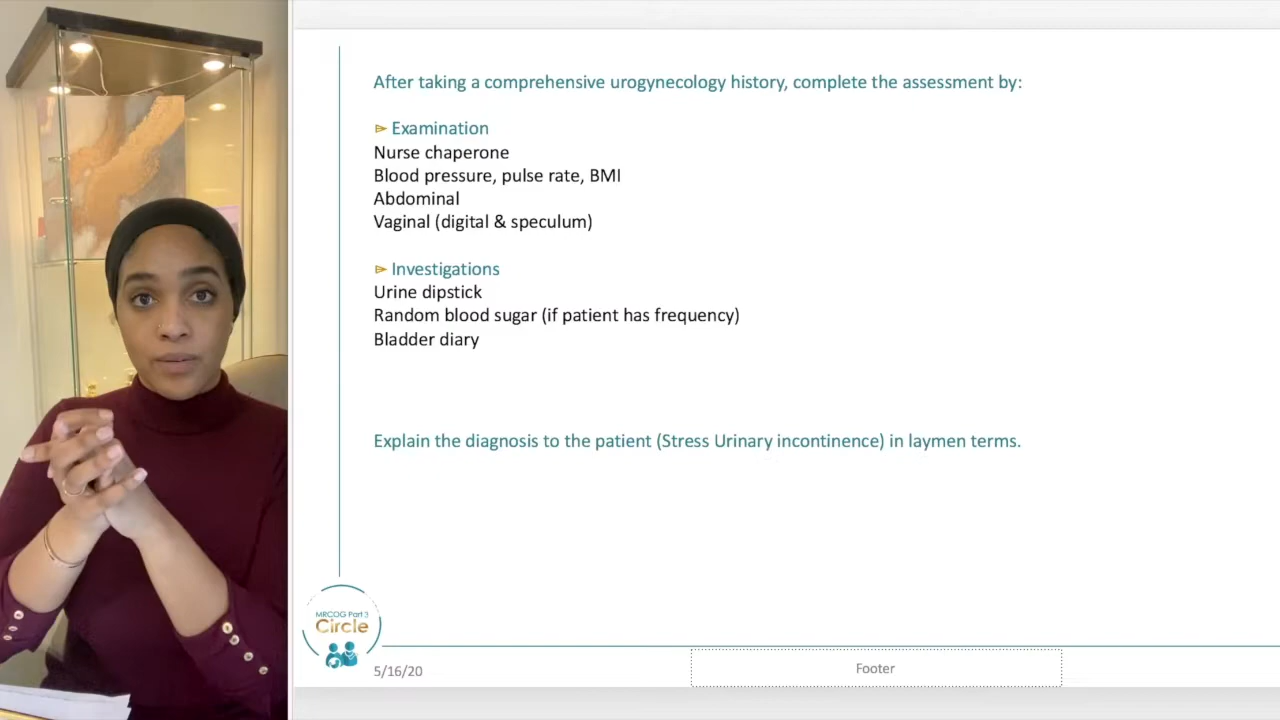 After taking a comprehensive urogynecology history, complete the assessment by:
Examination
Nurse chaperone
Blood pressure, pulse rate, BMI
Abdominal
Vaginal (digital & speculum)
Investigations
Urine dipstick
Random blood sugar (if patient has frequency)
Bladder diary
Explain the diagnosis to the patient (Stress Urinary incontinence) in laymen terms.
MRCOG Part 3
Circle
5/16/20
Footer